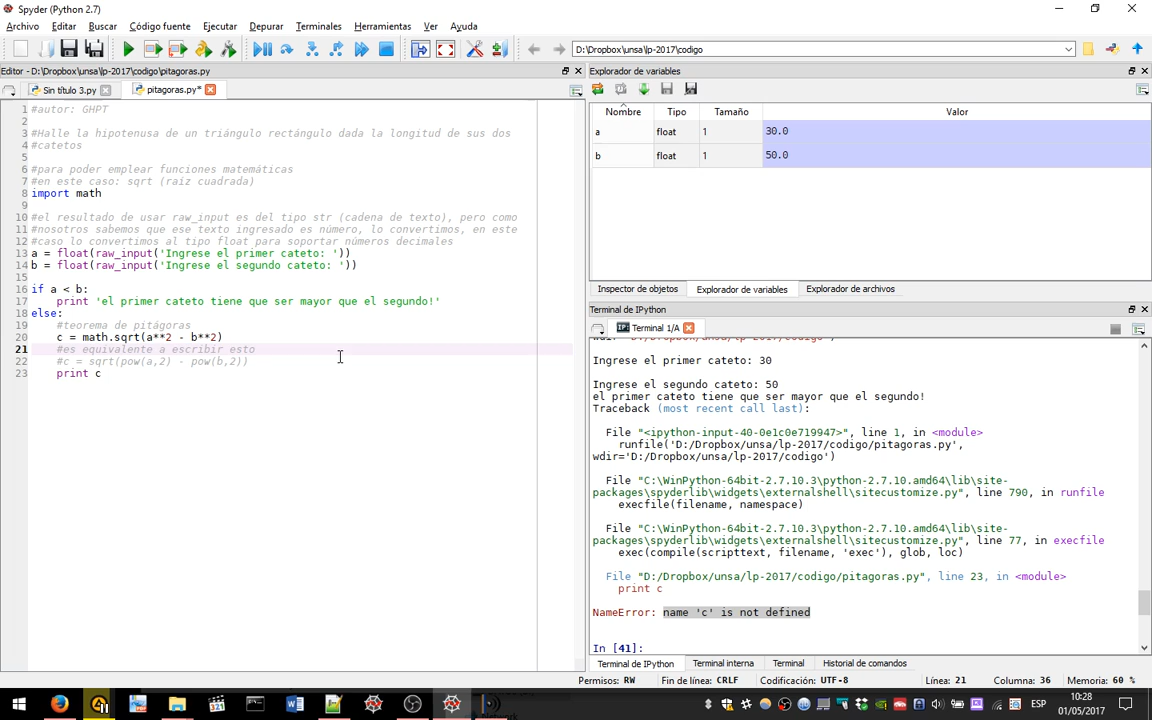 Spyder (Python 2.7)
Archivo Editar Buscar Código fuente Ejecutar Depurar Terminales Herramientas Ver Ayuda
D:\Dropbox\unsa\lp-2017\codigo
Editor - D:\Dropbox\unsa\lp-2017\codigo\pitagoras.py
Sin título 3.py pitagoras.py*
1 #autor: GHPT
2
3 #Halle la hipotenusa de un triángulo rectángulo dada la longitud de sus dos
4 #catetos
5
6 #para poder emplear funciones matemáticas
7 #en este caso: sqrt (raíz cuadrada)
8 import math
9
10 #el resultado de usar raw_input es del tipo str (cadena de texto), pero como
11 #nosotros sabemos que ese texto ingresado es número, lo convertimos, en este
12 #caso lo convertimos al tipo float para soportar números decimales
13 a = float(raw_input('Ingrese el primer cateto: '))
14 b = float(raw_input('Ingrese el segundo cateto: '))
15
16 if a < b:
17 print 'el primer cateto tiene que ser mayor que el segundo!'
18 else:
19 #teorema de pitágoras
20 c = math.sqrt(a**2 - b**2)
21 #es equivalente a escribir esto
22 #c = sqrt(pow(a,2) - pow(b,2))
23 print c
Explorador de variables
Nombre Tipo Tamaño Valor
a float 1 30.0
b float 1 50.0
Inspector de objetos Explorador de variables Explorador de archivos
Terminal de IPython
Terminal 1/A
Ingrese el primer cateto: 30
Ingrese el segundo cateto: 50
el primer cateto tiene que ser mayor que el segundo!
Traceback (most recent call last):
File "<ipython-input-40-0e1c0e719947>", line 1, in <module>
runfile('D:/Dropbox/unsa/lp-2017/codigo/pitagoras.py',
wdir='D:/Dropbox/unsa/lp-2017/codigo')
File "C:\WinPython-64bit-2.7.10.3\python-2.7.10.amd64\lib\site-
packages\spyderlib\widgets\externalshell\sitecustomize.py", line 790, in runfile
execfile(filename, namespace)
File "C:\WinPython-64bit-2.7.10.3\python-2.7.10.amd64\lib\site-
packages\spyderlib\widgets\externalshell\sitecustomize.py", line 77, in execfile
exec(compile(scripttext, filename, 'exec'), glob, loc)
File "D:/Dropbox/unsa/lp-2017/codigo/pitagoras.py", line 23, in <module>
print c
NameError: name 'c' is not defined
In [41]:
Terminal de IPython Terminal interna Terminal Historial de comandos
Permisos: RW Fin de línea: CRLF Codificación: UTF-8 Línea: 21 Columna: 36 Memoria: 60 %
321
ESP
10:28
01/05/2017